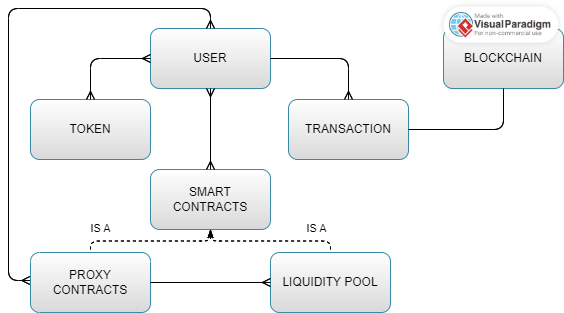 Made with
Visual Paradigm
For non-commercial use
USER
BLOCKCHAIN
TOKEN
TRANSACTION
SMART
CONTRACTS
IS A
IS A
PROXY
CONTRACTS
LIQUIDITY POOL